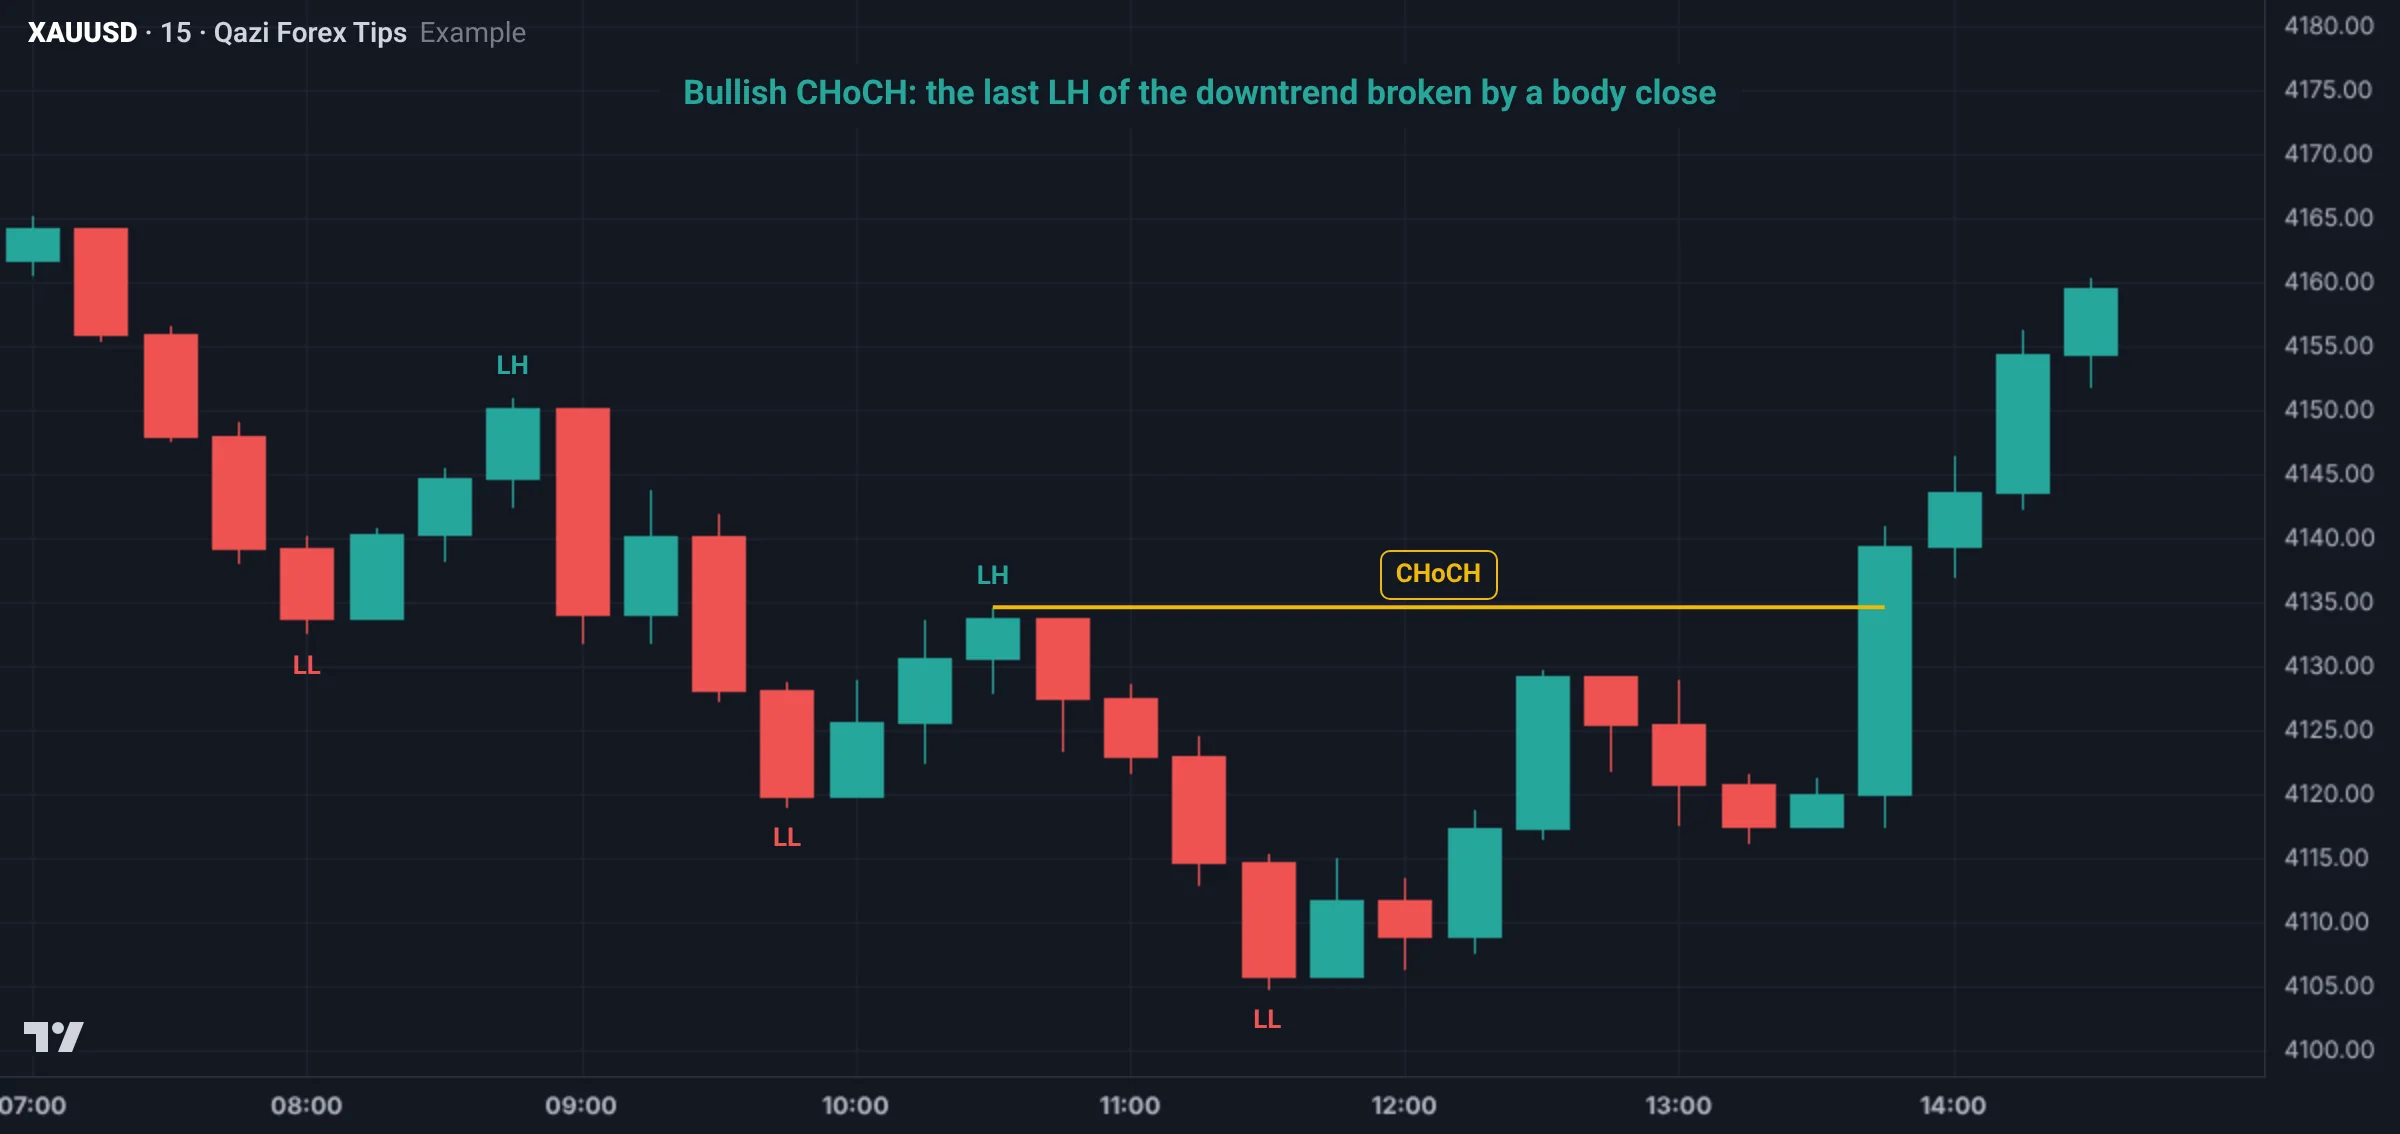 XAUUSD · 15 · Qazi Forex Tips Example
4180.00
Bullish CHoCH: the last LH of the downtrend broken by a body close
4175.00
4170.00
4165.00
4160.00
4155.00
LH
4150.00
4145.00
4140.00
LH
CHoCH
4135.00
LL
4130.00
4125.00
4120.00
LL
4115.00
4110.00
4105.00
LL
4100.00
07:00 08:00 09:00 10:00 11:00 12:00 13:00 14:00